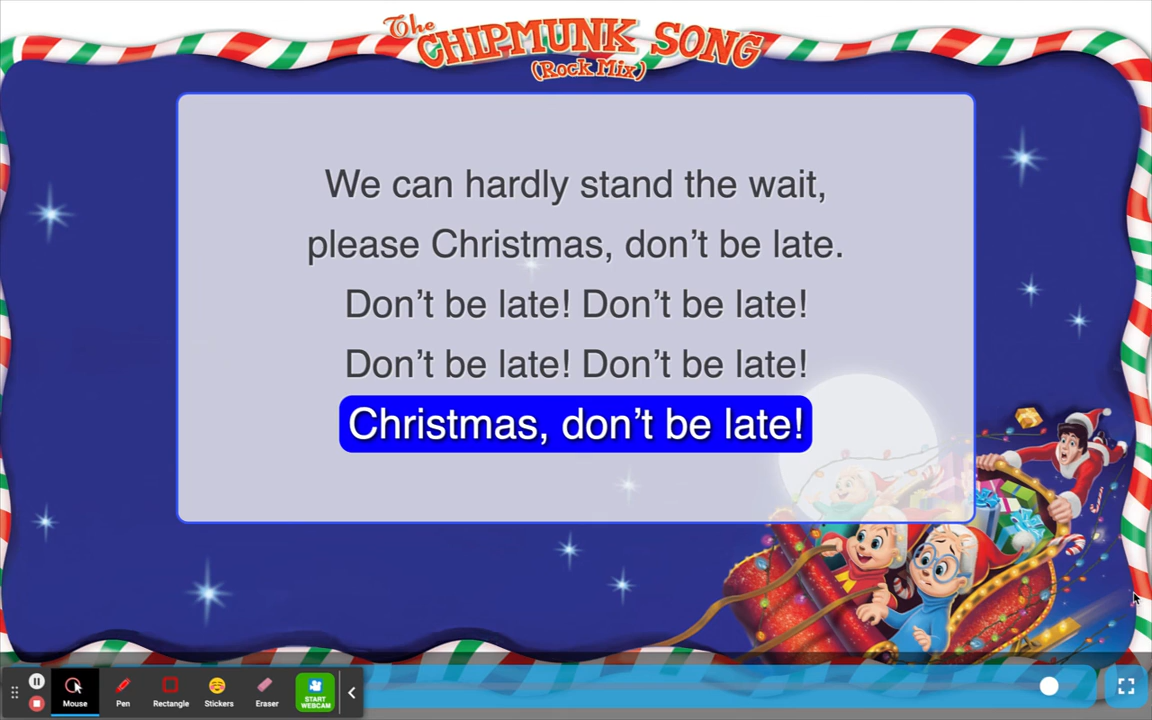 The
CHIPMUNK SONG
(Rock Mix)
We can hardly stand the wait,
please Christmas, don’t be late.
Don’t be late! Don’t be late!
Don’t be late! Don’t be late!
Christmas, don’t be late!
Mouse
Pen
Rectangle
Stickers
Eraser
START
WEBCAM